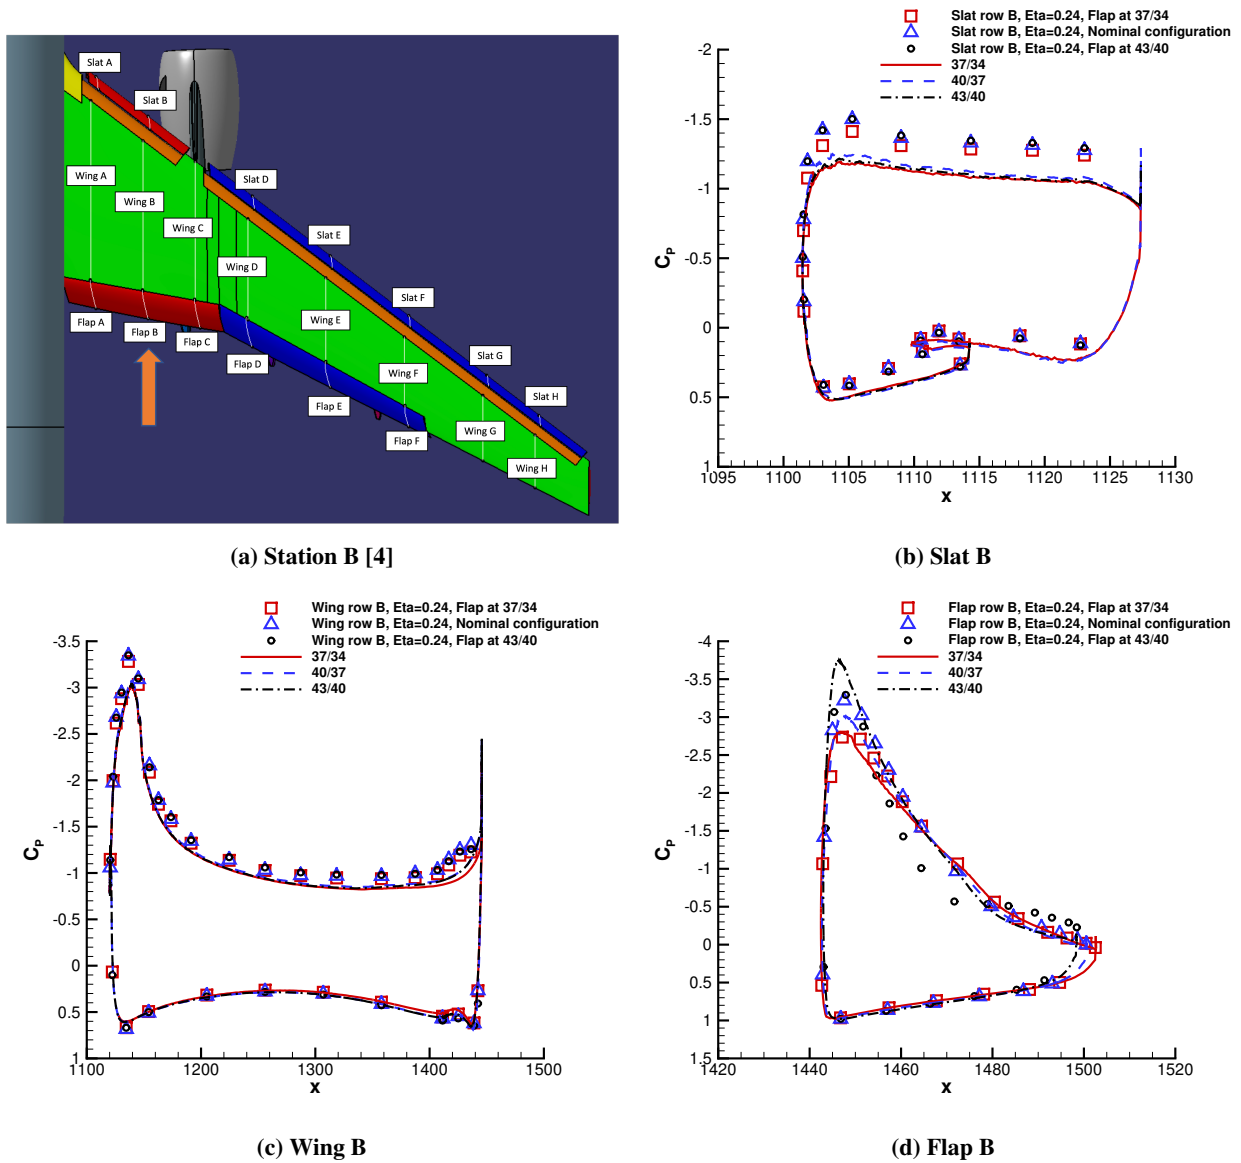 Slat A
Slat B
Slat D
Wing A
Wing B
Slat E
Wing C
Wing D
Slat F
Flap A
Flap B
Flap C
Wing E
Flap D
Slat G
Wing F
Flap E
Slat H
Wing G
Flap F
Wing H
(a) Station B [4]
Slat row B, Eta=0.24, Flap at 37/34
Slat row B, Eta=0.24, Nominal configuration
Slat row B, Eta=0.24, Flap at 43/40
37/34
40/37
43/40
-2
-1.5
-1
-0.5
0
0.5
1
CP
1095 1100 1105 1110 1115 1120 1125 1130
x
(b) Slat B
Wing row B, Eta=0.24, Flap at 37/34
Wing row B, Eta=0.24, Nominal configuration
Wing row B, Eta=0.24, Flap at 43/40
37/34
40/37
43/40
-3.5
-3
-2.5
-2
-1.5
-1
-0.5
0
0.5
1
CP
1100 1200 1300 1400 1500
x
(c) Wing B
Flap row B, Eta=0.24, Flap at 37/34
Flap row B, Eta=0.24, Nominal configuration
Flap row B, Eta=0.24, Flap at 43/40
37/34
40/37
43/40
-4
-3.5
-3
-2.5
-2
-1.5
-1
-0.5
0
0.5
1
1.5
CP
1420 1440 1460 1480 1500 1520
x
(d) Flap B